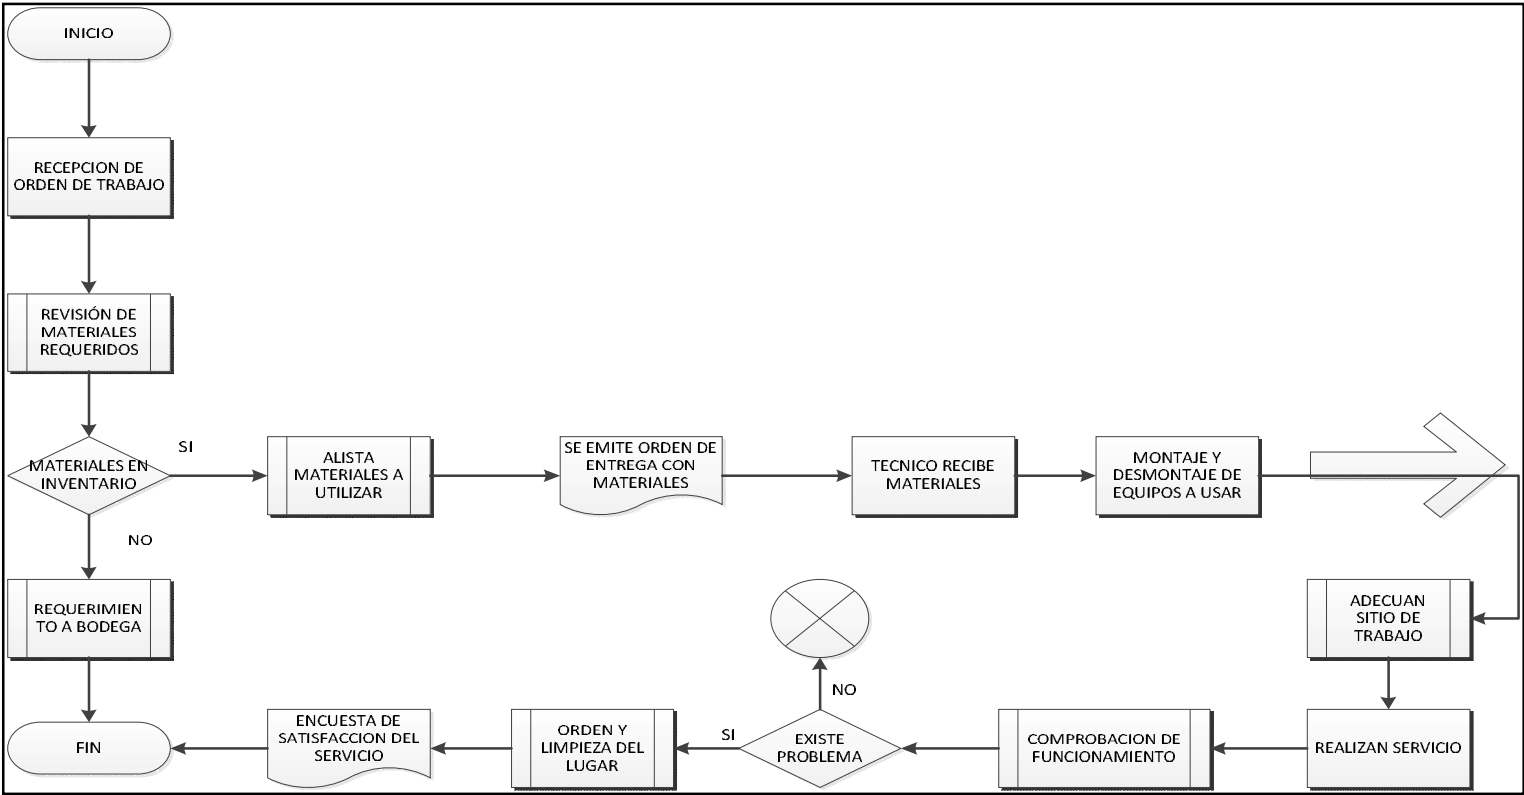 INICIO
RECEPCION DE
ORDEN DE TRABAJO
REVISIÓN DE
MATERIALES
REQUERIDOS
MATERIALES EN
INVENTARIO
SI
ALISTA
MATERIALES A
UTILIZAR
SE EMITE ORDEN DE
ENTREGA CON
MATERIALES
TECNICO RECIBE
MATERIALES
MONTAJE Y
DESMONTAJE DE
EQUIPOS A USAR
NO
REQUERIMIEN
TO A BODEGA
ADECUAN
SITIO DE
TRABAJO
REALIZAN SERVICIO
COMPROBACION DE
FUNCIONAMIENTO
EXISTE
PROBLEMA
NO
SI
ORDEN Y
LIMPIEZA DEL
LUGAR
ENCUESTA DE
SATISFACCION DEL
SERVICIO
FIN